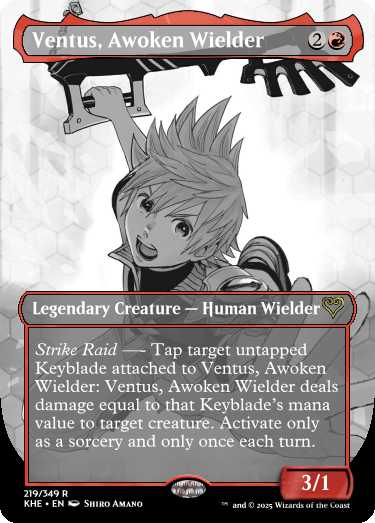 Ventus, Awoken Wielder 2
Legendary Creature — Human Wielder
Strike Raid — Tap target untapped
Keyblade attached to Ventus, Awoken
Wielder: Ventus, Awoken Wielder deals
damage equal to that Keyblade's mana
value to target creature. Activate only
as a sorcery and only once each turn.
3/1
219/349 R
KHE • EN Shiro Amano
™ and © 2025 Wizards of the Coast